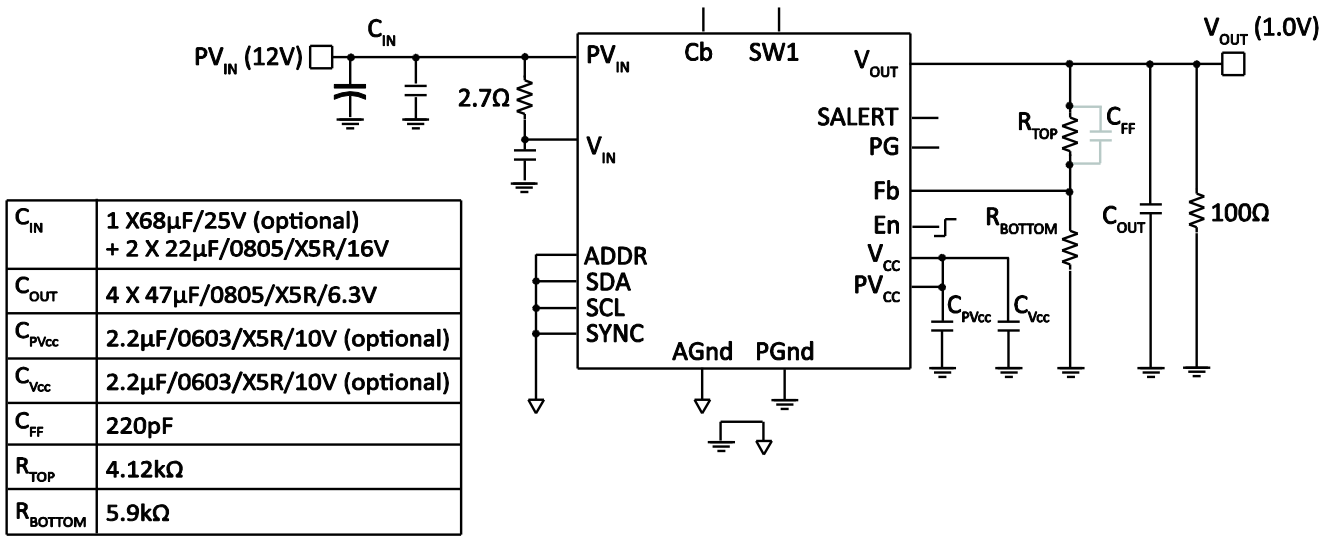 C_IN
PV_IN (12V)
2.7Ω
Cb SW1
PV_IN
V_IN
ADDR
SDA
SCL
SYNC
AGnd PGnd
V_OUT
SALERT
PG
Fb
En
V_CC
PV_CC
V_OUT (1.0V)
R_TOP
C_FF
R_BOTTOM
C_OUT
100Ω
C_PVcc
C_Vcc
C_IN 1 X68µF/25V (optional)
+ 2 X 22µF/0805/X5R/16V
C_OUT 4 X 47µF/0805/X5R/6.3V
C_PVcc 2.2µF/0603/X5R/10V (optional)
C_Vcc 2.2µF/0603/X5R/10V (optional)
C_FF 220pF
R_TOP 4.12kΩ
R_BOTTOM 5.9kΩ